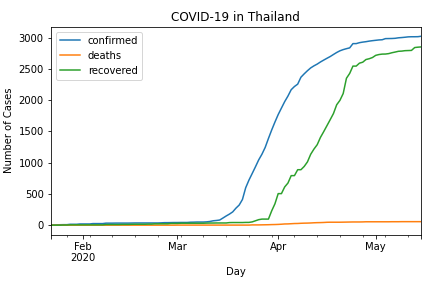 COVID-19 in Thailand
confirmed
deaths
recovered
Number of Cases
3000
2500
2000
1500
1000
500
0
Feb
2020
Mar
Apr
May
Day